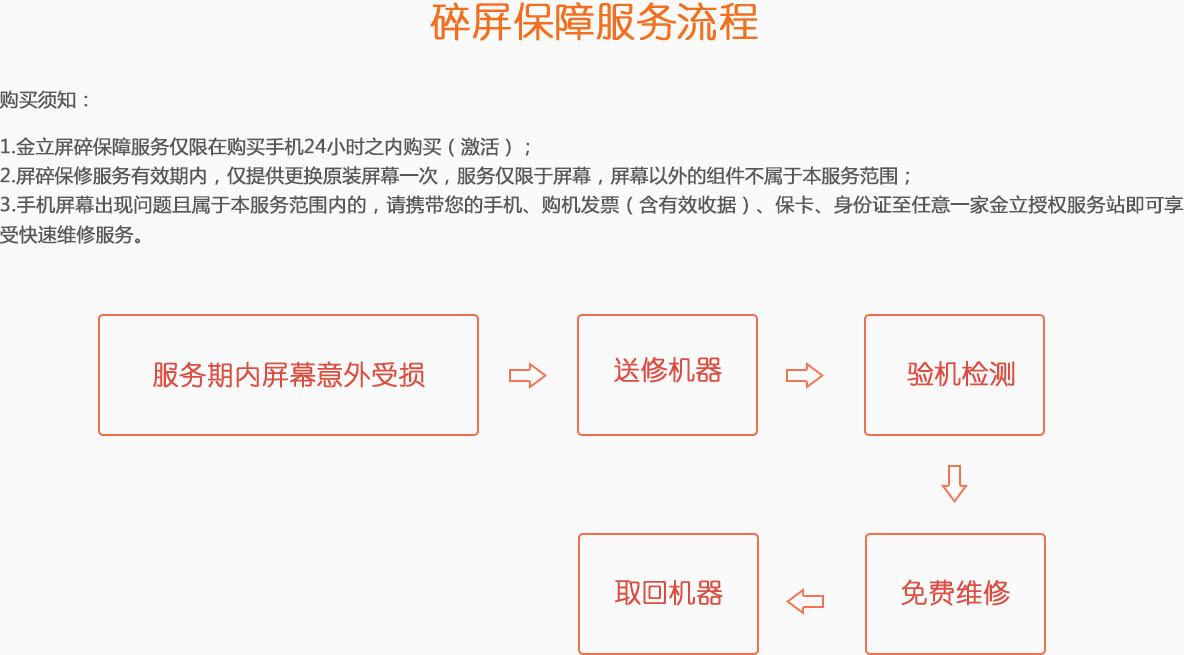 碎屏保障服务流程
购买须知：
1.金立屏碎保障服务仅限在购买手机24小时之内购买（激活）；
2.屏碎保修服务有效期内，仅提供更换原装屏幕一次，服务仅限于屏幕，屏幕以外的组件不属于本服务范围；
3.手机屏幕出现问题且属于本服务范围内的，请携带您的手机、购机发票（含有效收据）、保卡、身份证至任意一家金立授权服务站即可享
受快速维修服务。
服务期内屏幕意外受损
送修机器
验机检测
免费维修
取回机器